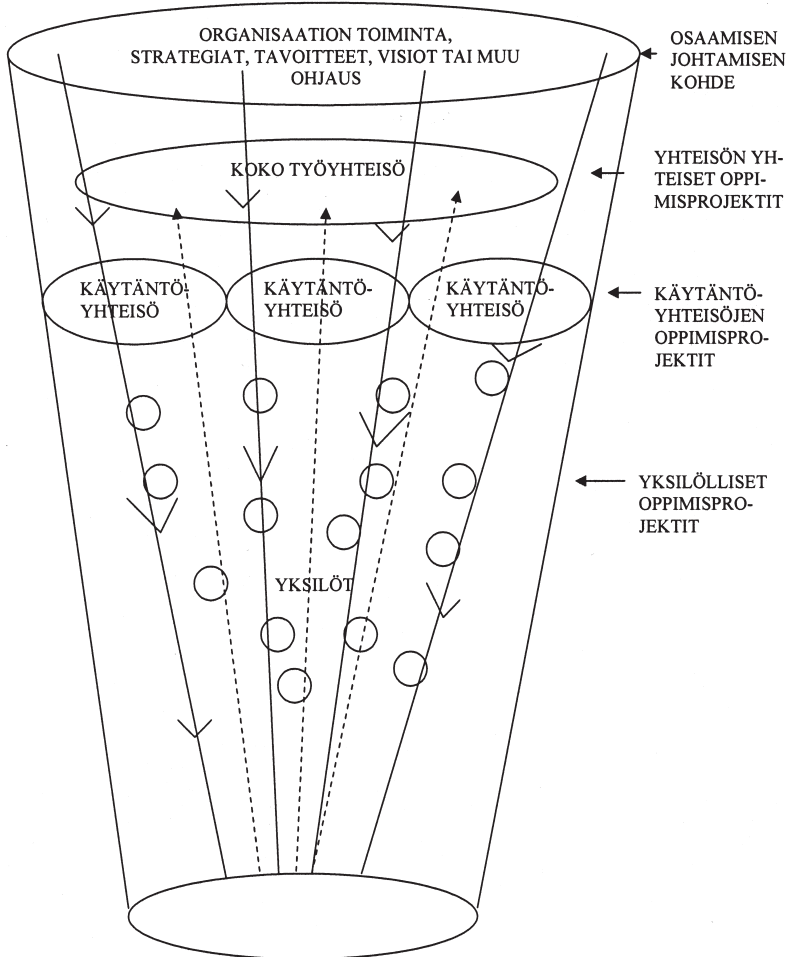 ORGANISAATION TOIMINTA,
STRATEGIAT, TAVOITTEET, VISIOT TAI MUU
OHJAUS
OSAAMISEN
JOHTAMISEN
KOHDE
KOKO TYÖYHTEISÖ
YHTEISÖN YH-
TEISET OPPI-
MISPROJEKTIT
KÄYTÄNTÖ-
YHTEISÖ
KÄYTÄNTÖ-
YHTEISÖ
KÄYTÄNTÖ-
YHTEISÖ
KÄYTÄNTÖ-
YHTEISÖJEN
OPPIMISPRO-
JEKTIT
YKSILÖLLISET
OPPIMISPRO-
JEKTIT
YKSILÖT